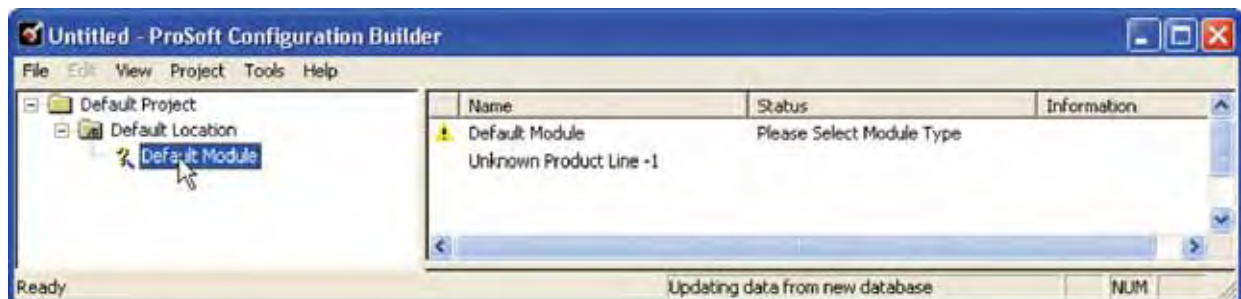 Untitled - ProSoft Configuration Builder
File Edit View Project Tools Help
Default Project
Default Location
Default Module
Name Status Information
Default Module Please Select Module Type
Unknown Product Line -1
Ready Updating data from new database NUM